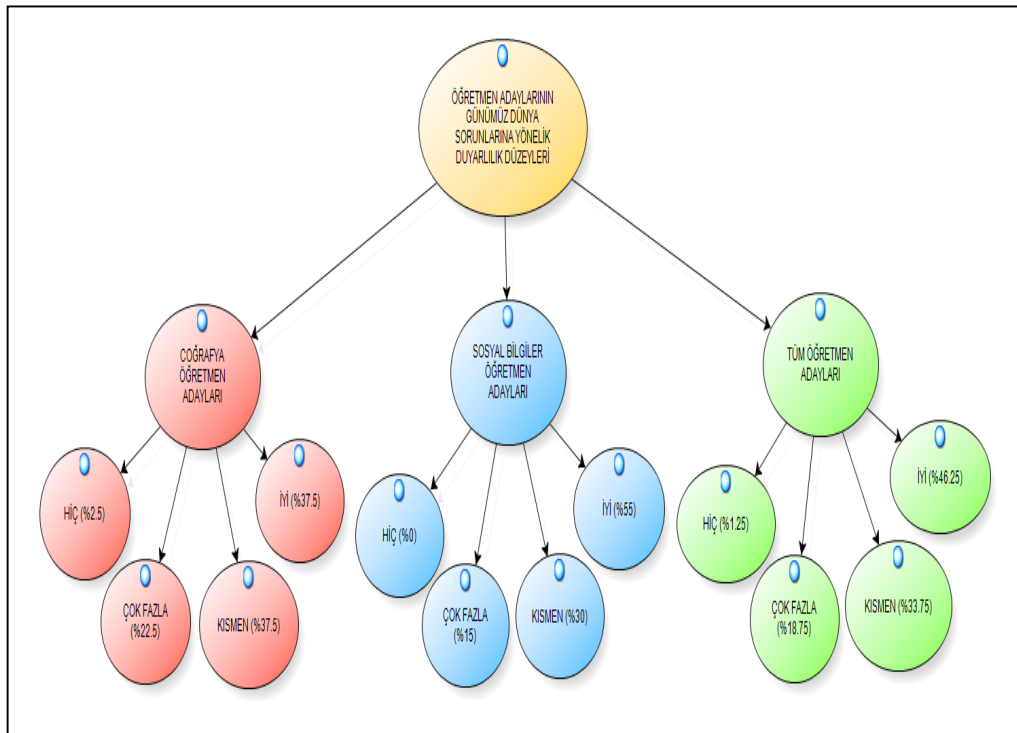 ÖĞRETMEN ADAYLARININ
GÜNÜMÜZ DÜNYA
SORUNLARINA YÖNELİK
DUYARLILIK DÜZEYLERİ
COĞRAFYA
ÖĞRETMEN
ADAYLARI
SOSYAL BİLGİLER
ÖĞRETMEN
ADAYLARI
TÜM ÖĞRETMEN
ADAYLARI
HİÇ (%2.5)
ÇOK FAZLA
(%22.5)
KISMEN (%37.5)
İYİ (%37.5)
HİÇ (%0)
ÇOK FAZLA
(%15)
KISMEN (%30)
İYİ (%55)
HİÇ (%1.25)
ÇOK FAZLA
(%18.75)
KISMEN (%33.75)
İYİ (%46.25)